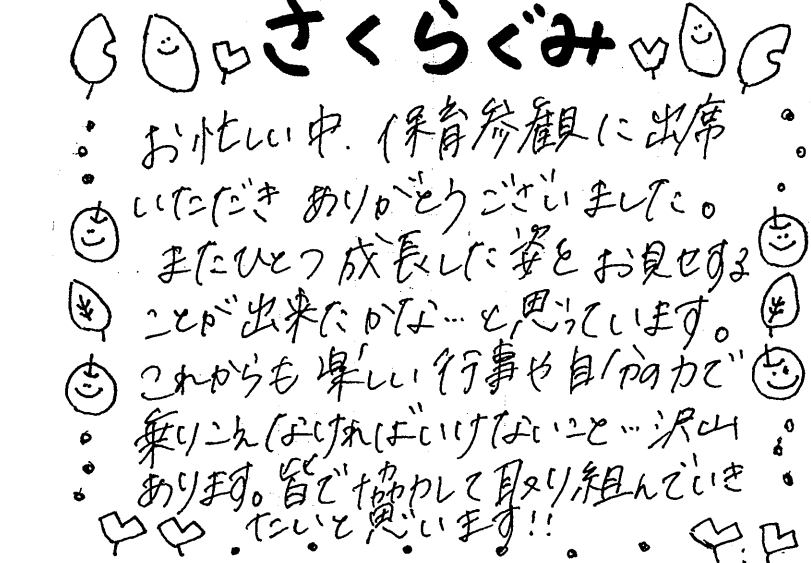 さくらぐみ
お忙しい中、保育参観に出席
いただき ありがとうございました。
またひとつ 成長した姿を お見せする
ことが 出来たかな…と思っています。
これからも 楽しい 行事や 自分の力で
乗りこえなければいけないこと…沢山
あります。皆で協力して取り組んでいき
たいと思います!!